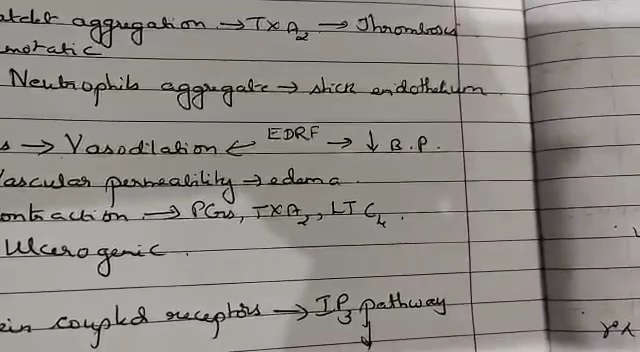 aggregation → TXA2 → Thrombosis
Neutrophils aggregate → stick endothelium
s → Vasodilation ← EDRF → ↓ B.P.
ascular permeability → edema
ontraction → PGs, TXA2, LTC4.
Ulcerogenic.
ein coupled receptors → IP3 pathway
↓